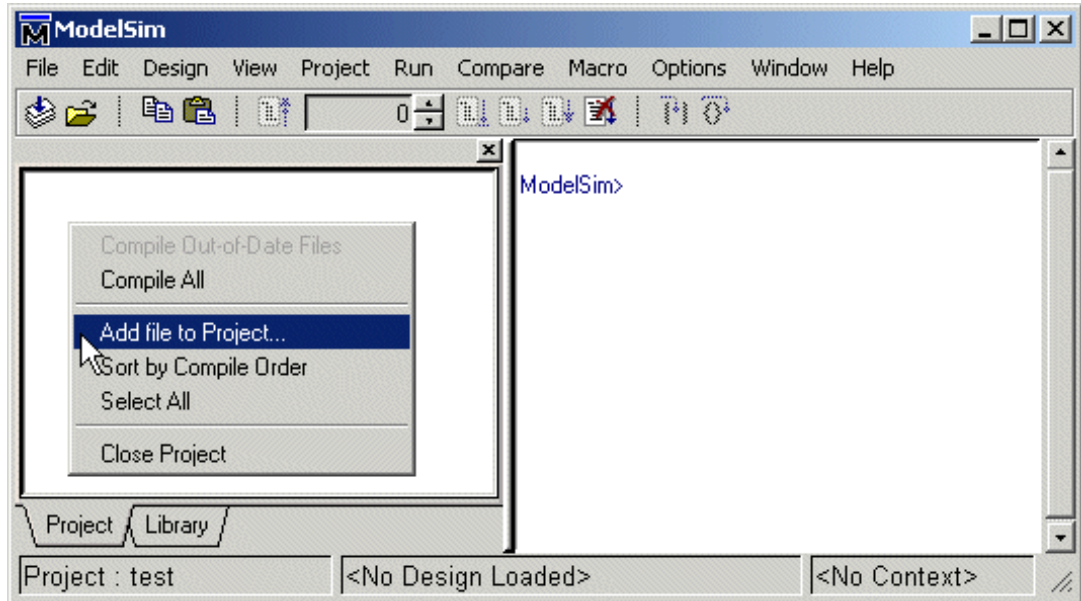 ModelSim
File Edit Design View Project Run Compare Macro Options Window Help
0
ModelSim>
Compile Out-of-Date Files
Compile All
Add file to Project...
Sort by Compile Order
Select All
Close Project
Project Library
Project : test <No Design Loaded> <No Context>